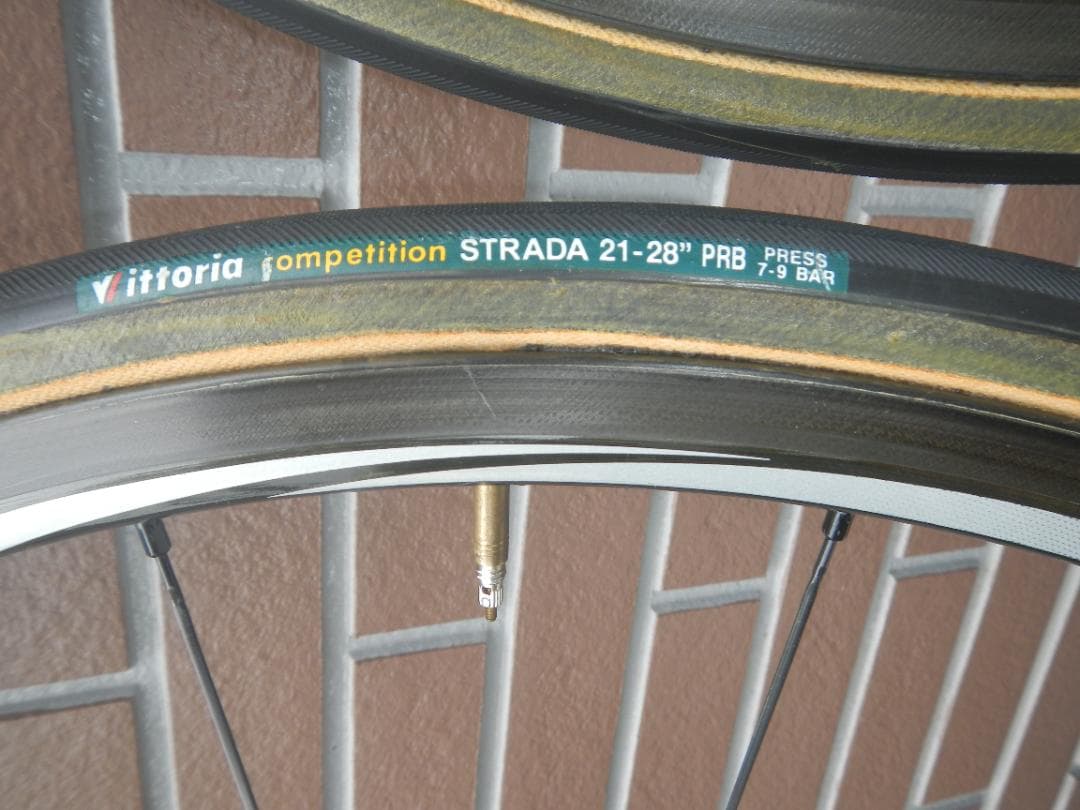 Vittoria competition STRADA 21-28" PRB PRESS
7-9 BAR